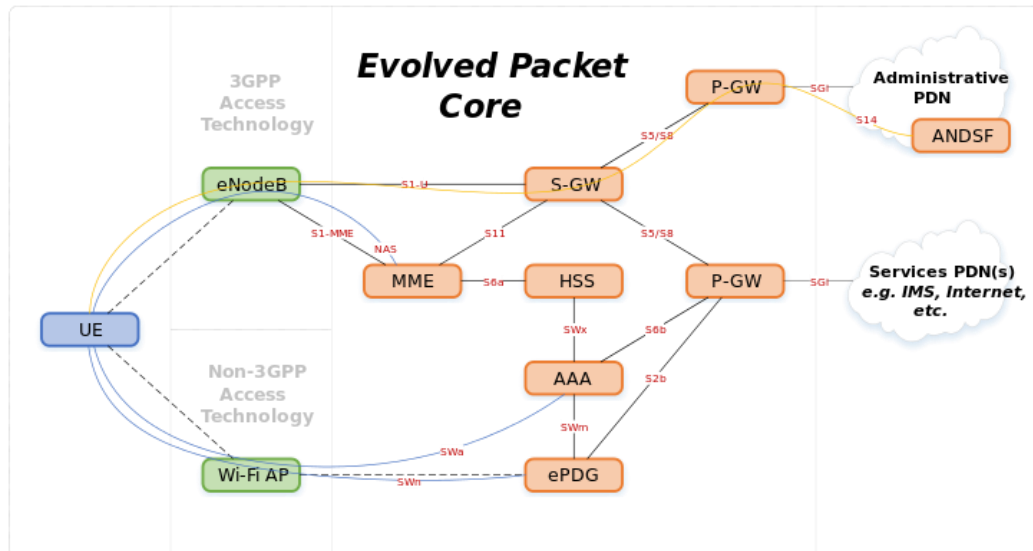 Evolved Packet
Core
3GPP
Access
Technology
P-GW
SGi
Administrative
PDN
S14
ANDSF
S5/S8
eNodeB
S1-U
S-GW
S1-MME
NAS
S11
S5/S8
MME
S6a
HSS
P-GW
SGi
Services PDN(s)
e.g. IMS, Internet,
etc.
UE
SWx
S6b
Non-3GPP
Access
Technology
AAA
S2b
SWm
SWa
Wi-Fi AP
SWn
ePDG